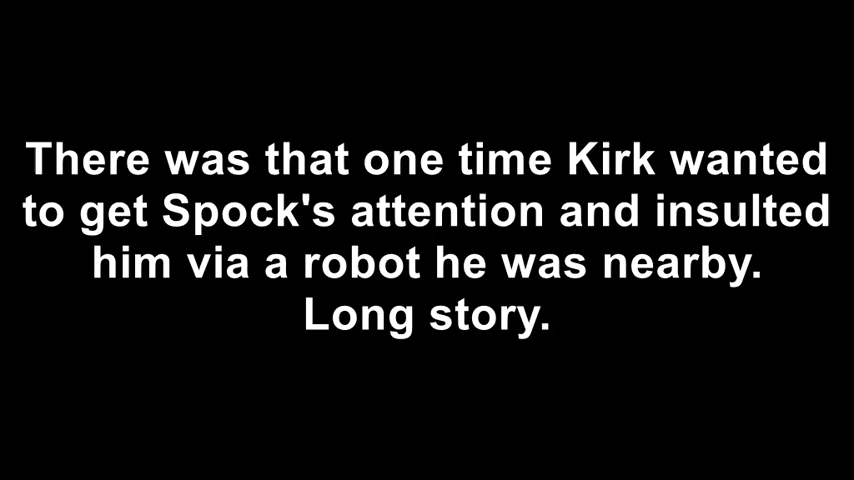 There was that one time Kirk wanted
to get Spock's attention and insulted
him via a robot he was nearby.
Long story.